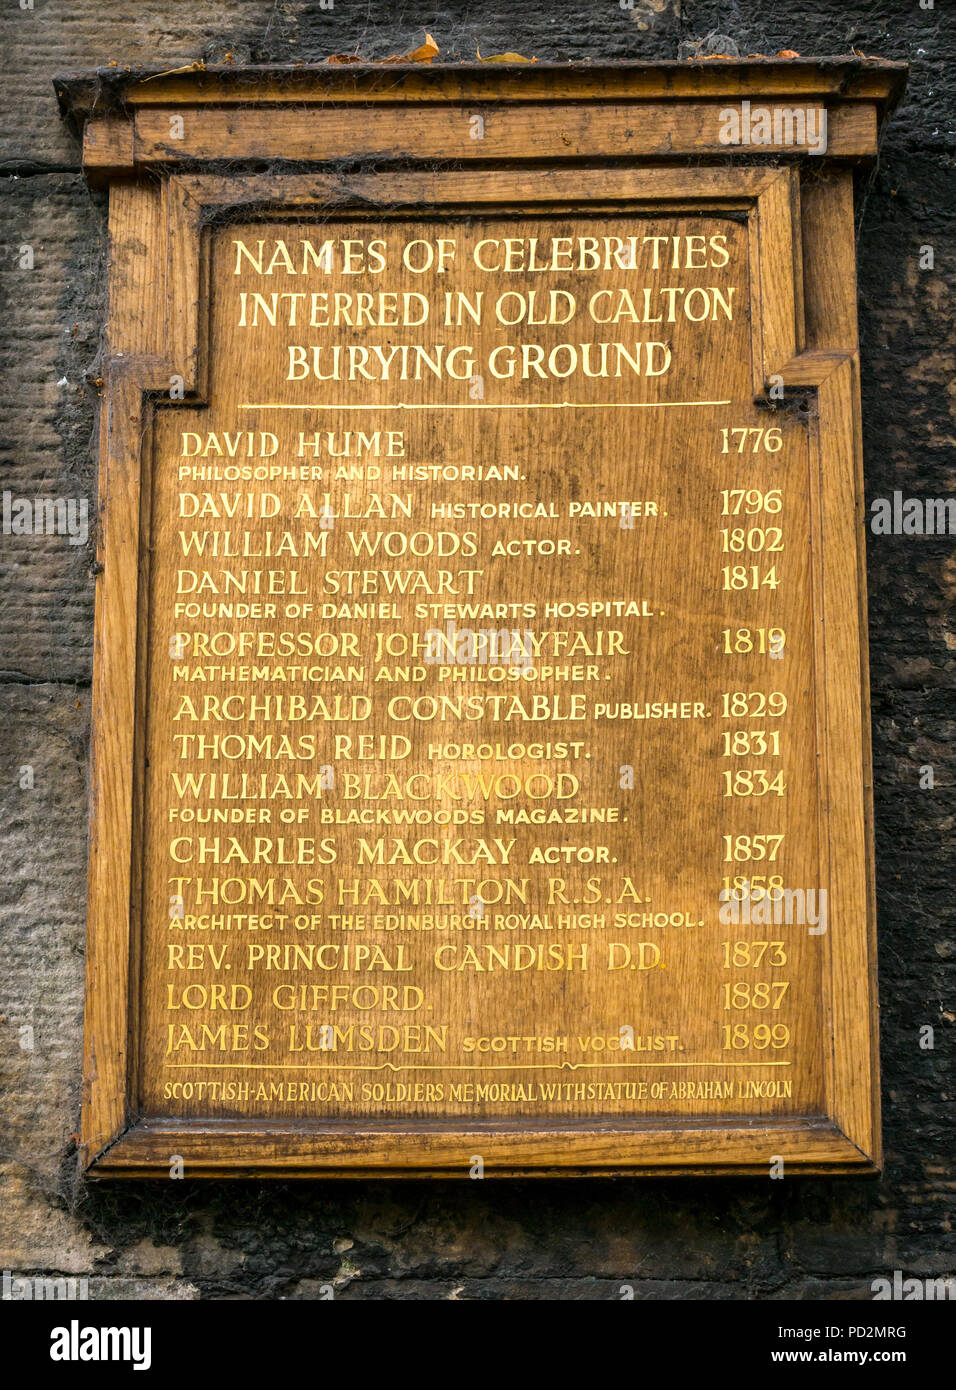 NAMES OF CELEBRITIES
INTERRED IN OLD CALTON
BURYING GROUND
DAVID HUME 1776
PHILOSOPHER AND HISTORIAN.
DAVID ALLAN HISTORICAL PAINTER. 1796
WILLIAM WOODS ACTOR. 1802
DANIEL STEWART 1814
FOUNDER OF DANIEL STEWARTS HOSPITAL.
PROFESSOR JOHN PLAYFAIR 1819
MATHEMATICIAN AND PHILOSOPHER.
ARCHIBALD CONSTABLE PUBLISHER. 1829
THOMAS REID HOROLOGIST. 1831
WILLIAM BLACKWOOD 1834
FOUNDER OF BLACKWOODS MAGAZINE.
CHARLES MACKAY ACTOR. 1857
THOMAS HAMILTON R.S.A. 1858
ARCHITECT OF THE EDINBURGH ROYAL HIGH SCHOOL.
REV. PRINCIPAL CANDISH D.D. 1873
LORD GIFFORD. 1887
JAMES LUMSDEN SCOTTISH VOCALIST. 1899
SCOTTISH-AMERICAN SOLDIERS MEMORIAL WITH STATUE OF ABRAHAM LINCOLN
alamy
Image ID: PD2MRG
www.alamy.com